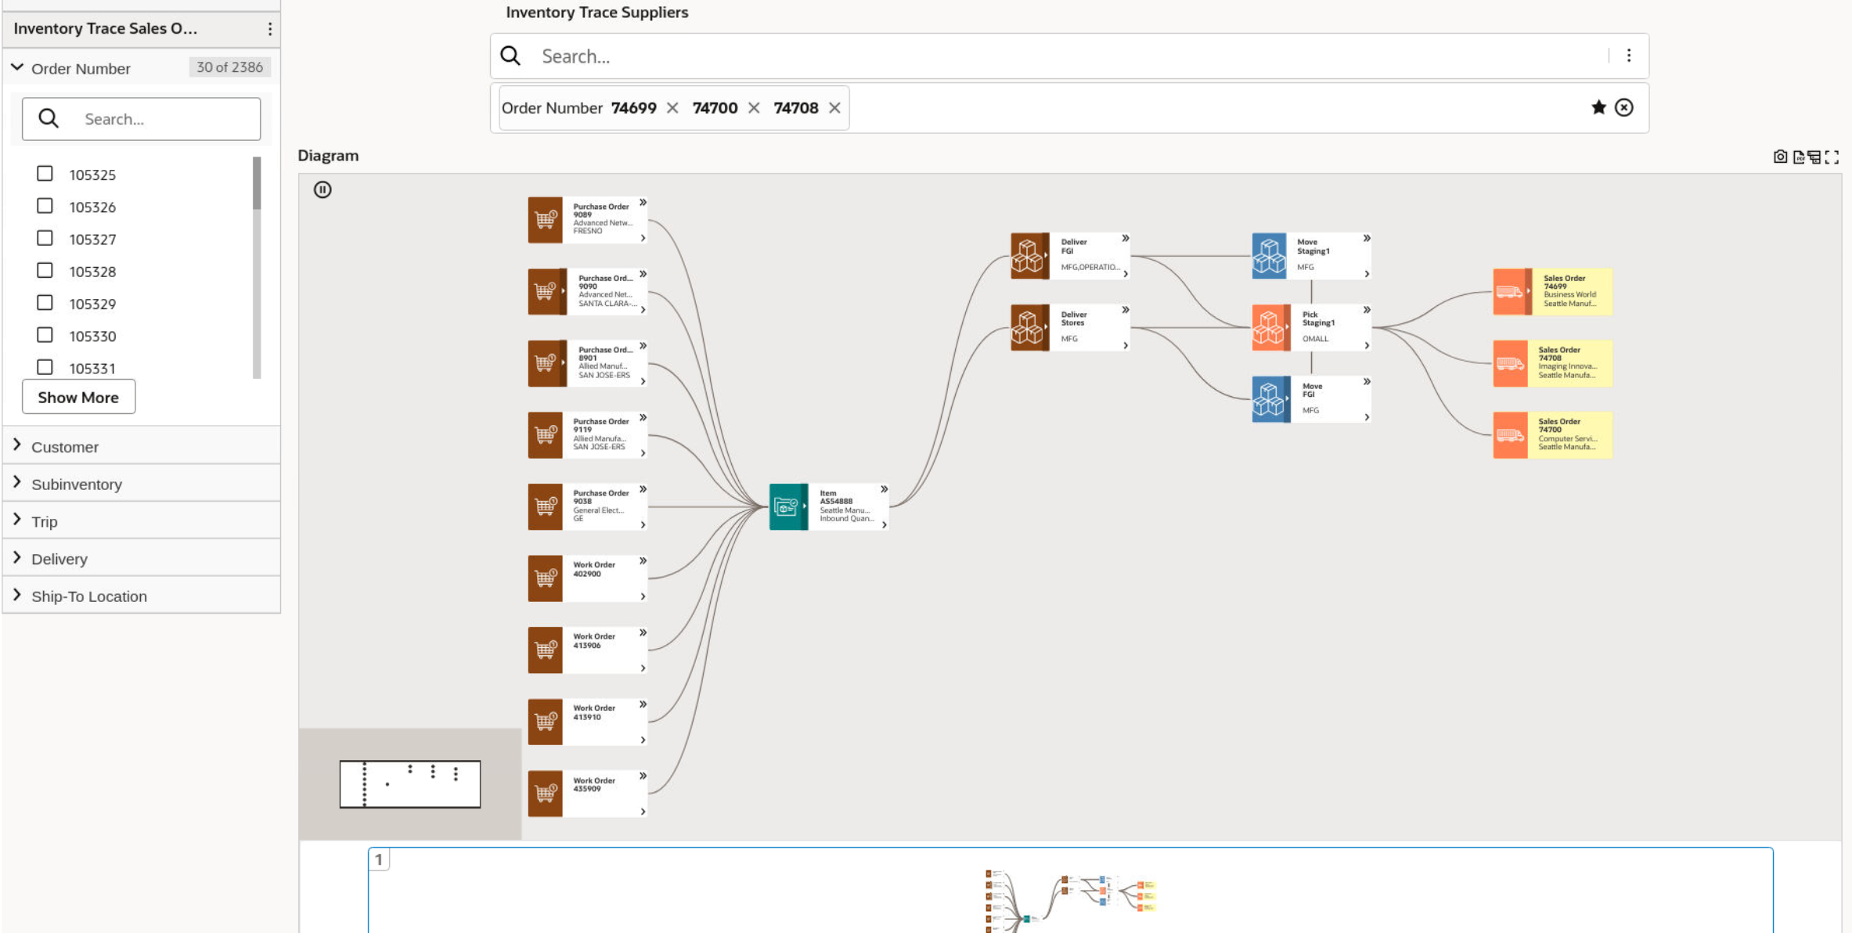 Inventory Trace Suppliers
Inventory Trace Sales O...
Search...
Order Number 30 of 2386
Order Number 74699 74700 74708
Search...
Diagram
105325
105326
105327
105328
105329
105330
105331
Show More
Customer
Subinventory
Trip
Delivery
Ship-To Location
Purchase Order
9089
Advanced Netw...
FRESNO
Purchase Ord...
9090
Advanced Net...
SANTA CLARA-...
Purchase Ord...
8901
Allied Manuf...
SAN JOSE-ERS
Purchase Order
9119
Allied Manufa...
SAN JOSE-ERS
Purchase Order
9038
General Elect...
GE
Work Order
402900
Work Order
413906
Work Order
413910
Work Order
435909
Item
AS54888
Seattle Manu...
Inbound Quan...
Deliver
FGI
MFG,OPERATIO...
Deliver
Stores
MFG
Move
Staging1
MFG
Pick
Staging1
OMALL
Move
FGI
MFG
Sales Order
74699
Business World
Seattle Manuf...
Sales Order
74708
Imaging Innova...
Seattle Manufa...
Sales Order
74700
Computer Servi...
Seattle Manufa...
1